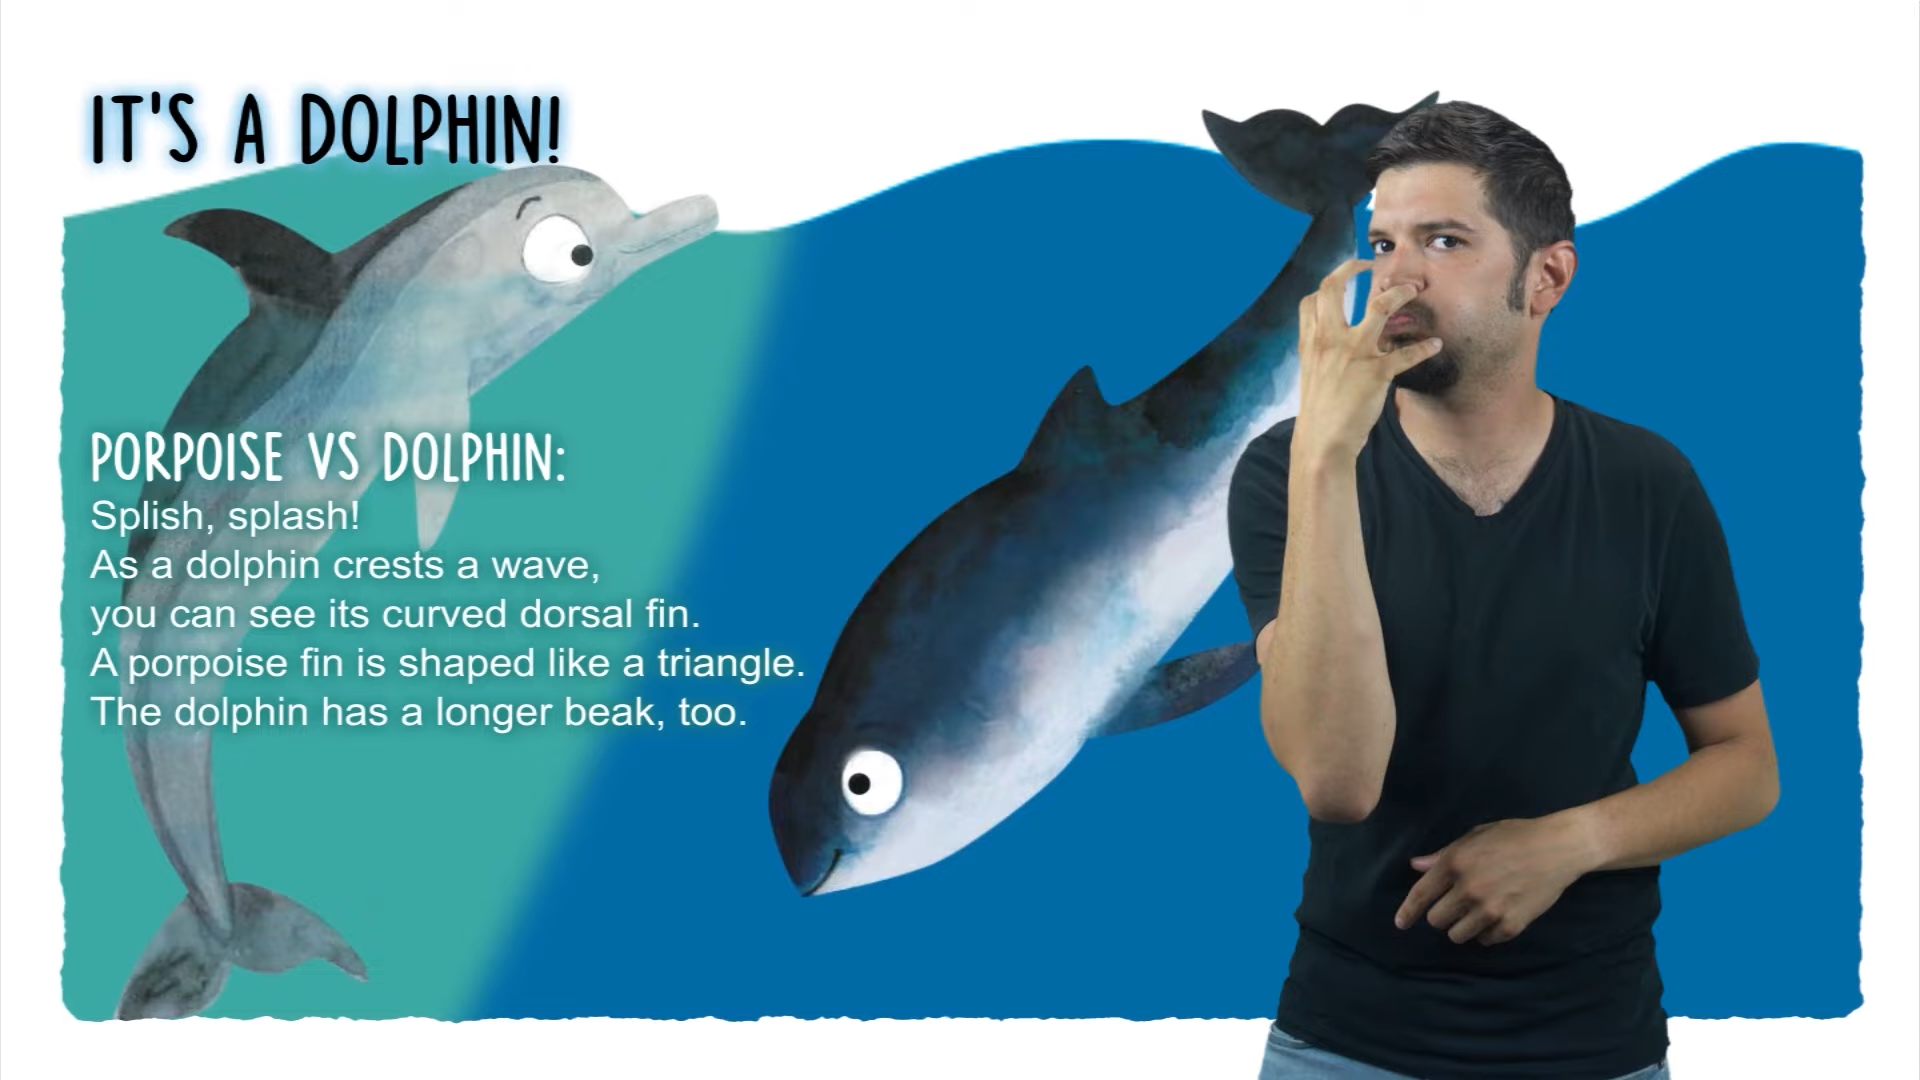 IT'S A DOLPHIN!
PORPOISE VS DOLPHIN:
Splish, splash!
As a dolphin crests a wave,
you can see its curved dorsal fin.
A porpoise fin is shaped like a triangle.
The dolphin has a longer beak, too.